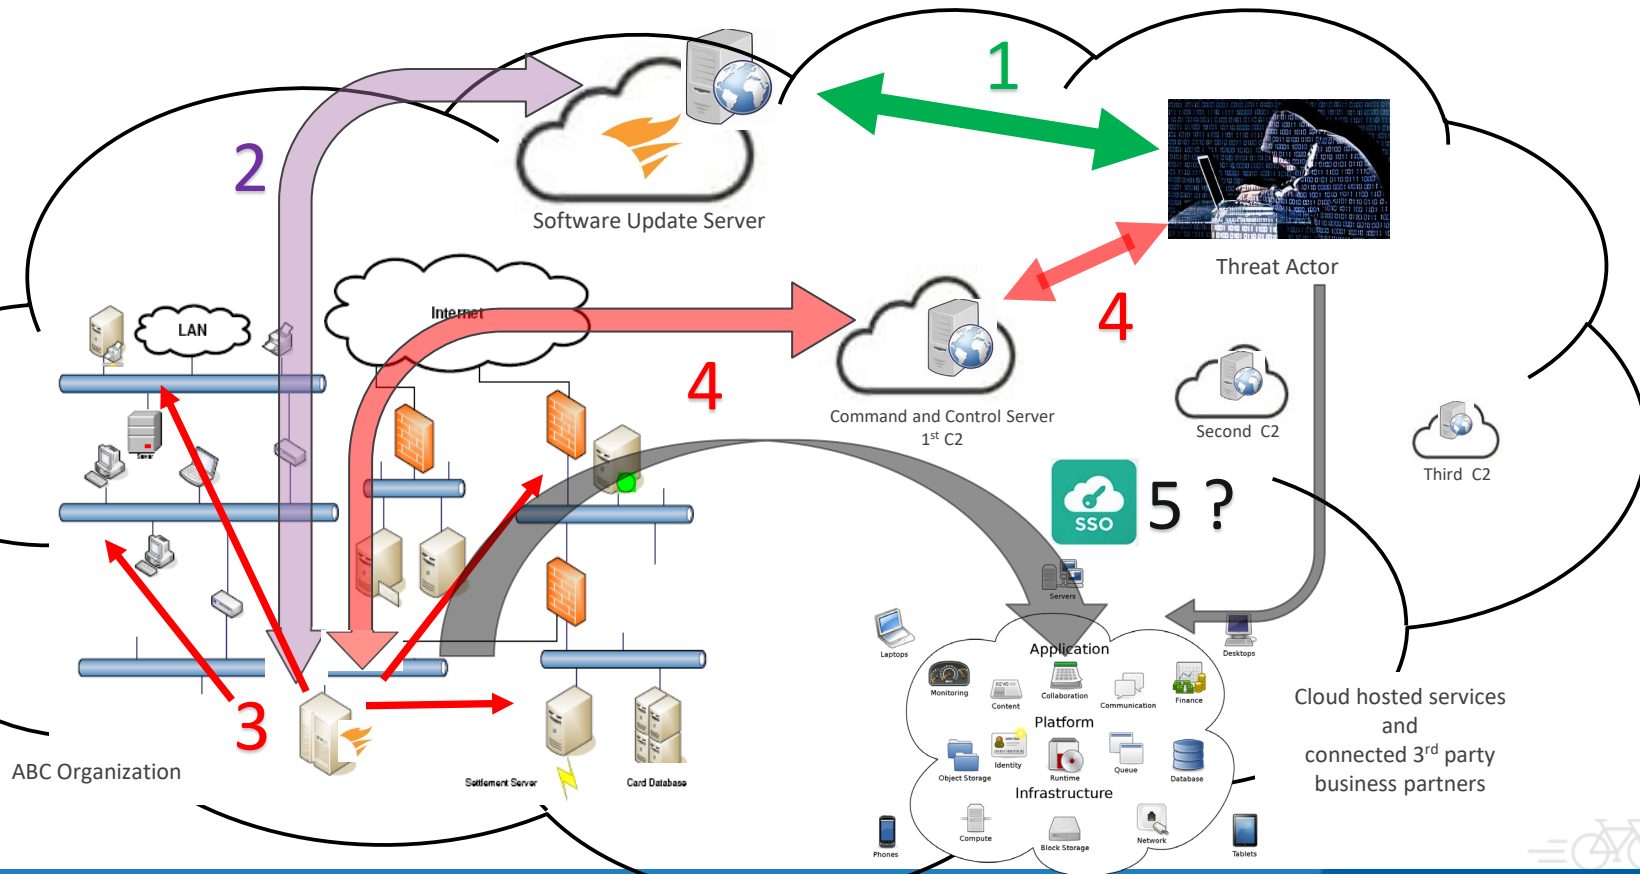 1
2
Software Update Server
Threat Actor
Internet
LAN
4
4
Command and Control Server
1st C2
Second C2
Third C2
Server
SSO
5 ?
Servers
Laptops
Desktops
Application
Monitoring
Content
Collaboration
Communication
Finance
Platform
Object Storage
Identity
Runtime
Queue
Database
Infrastructure
Compute
Block Storage
Network
Phones
Tablets
3
ABC Organization
Settlement Server
Card Database
Cloud hosted services
and
connected 3rd party
business partners